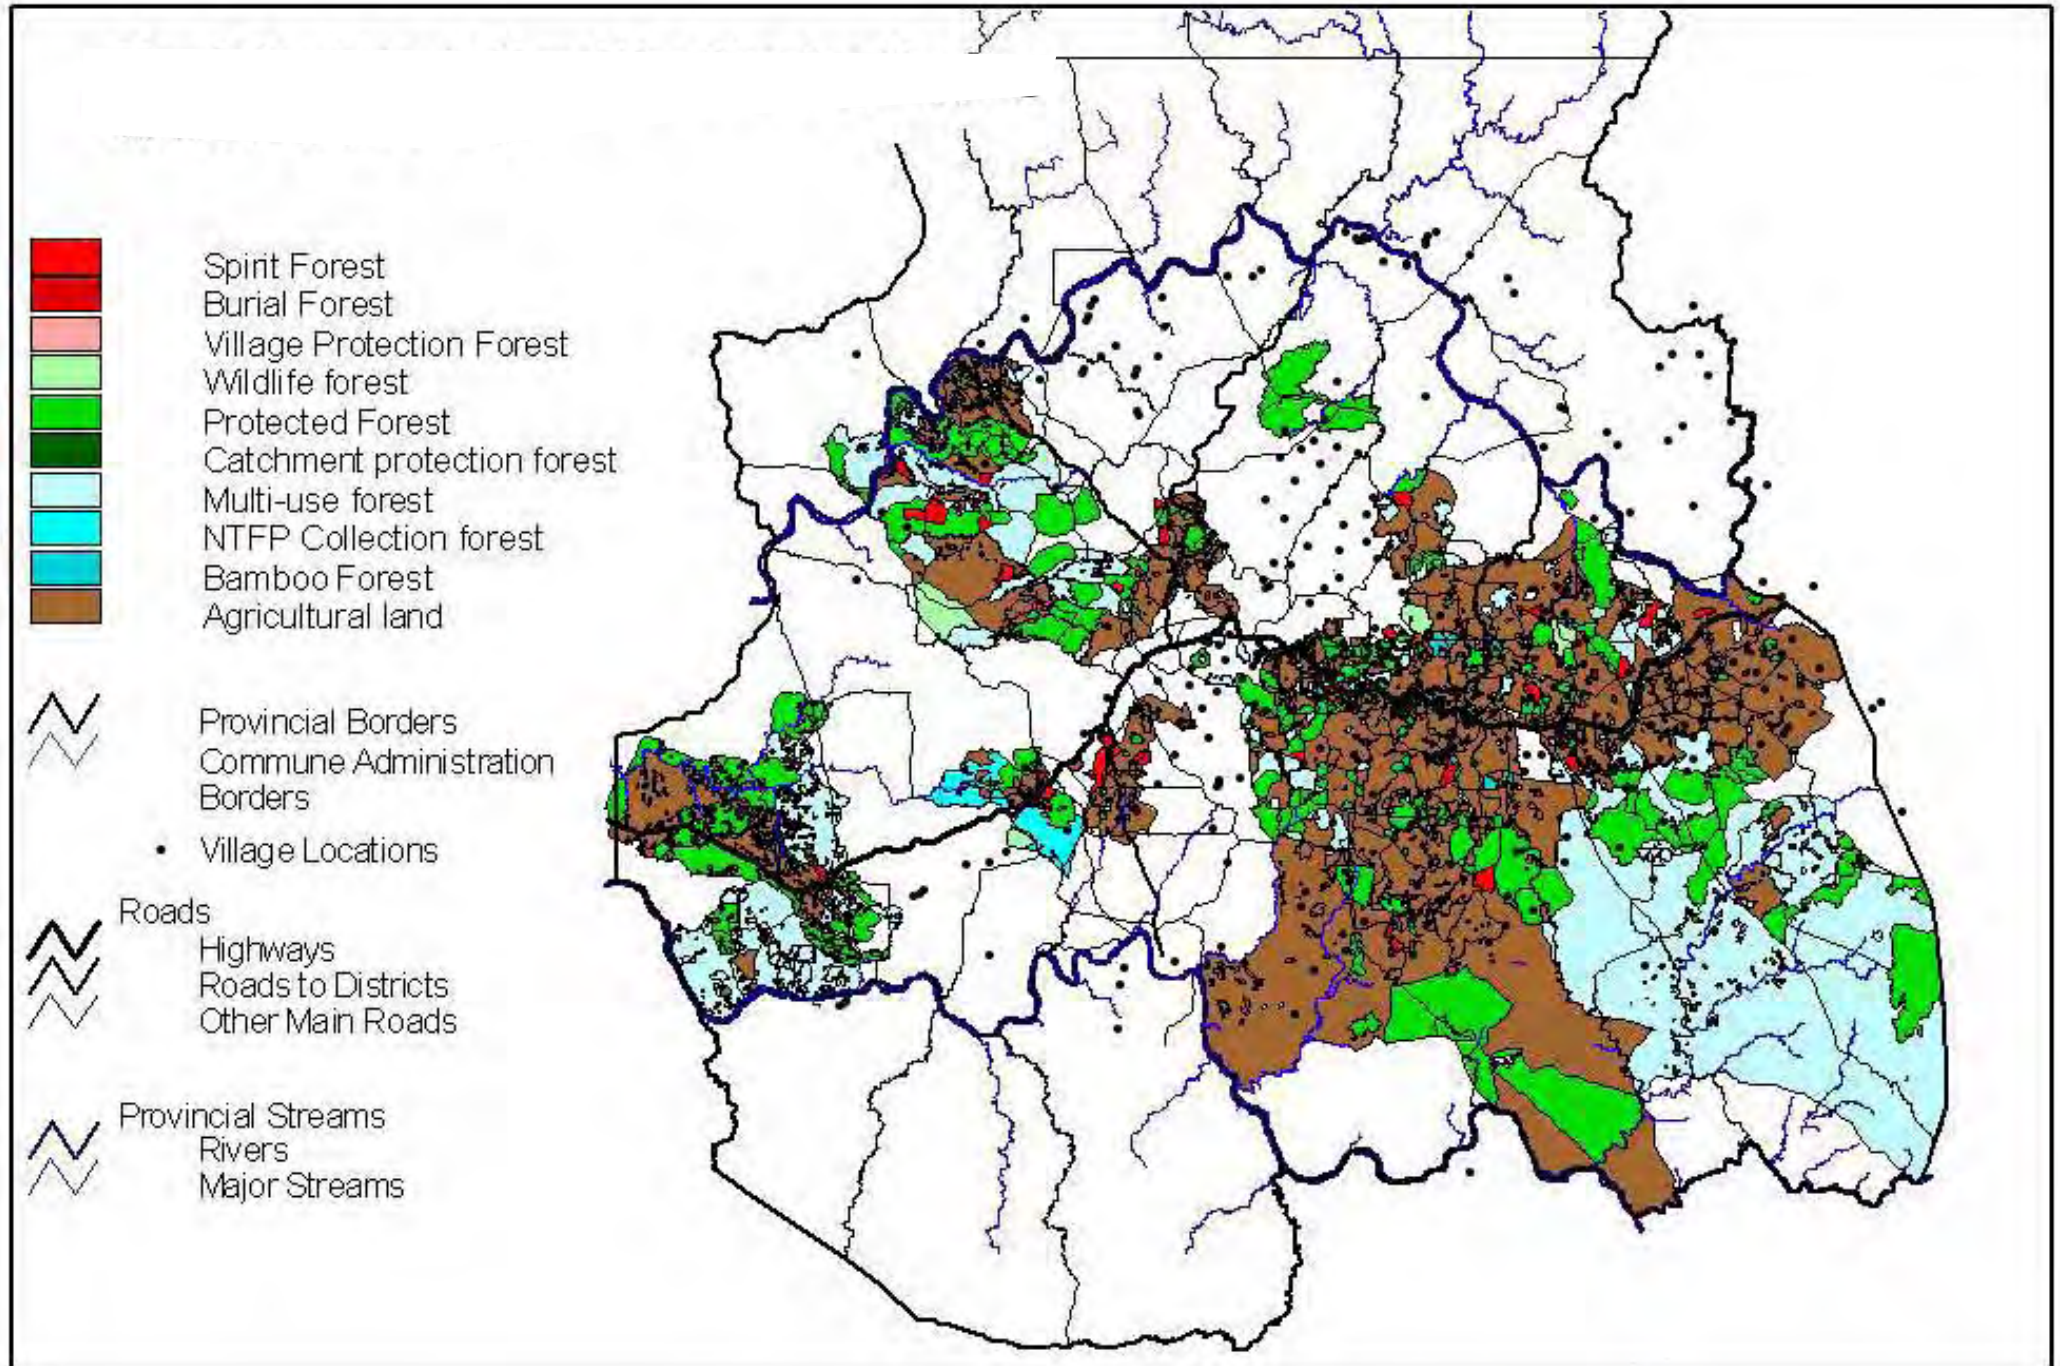 Spirit Forest
Burial Forest
Village Protection Forest
Wildlife forest
Protected Forest
Catchment protection forest
Multi-use forest
NTFP Collection forest
Bamboo Forest
Agricultural land
Provincial Borders
Commune Administration
Borders
Village Locations
Roads
Highways
Roads to Districts
Other Main Roads
Provincial Streams
Rivers
Major Streams